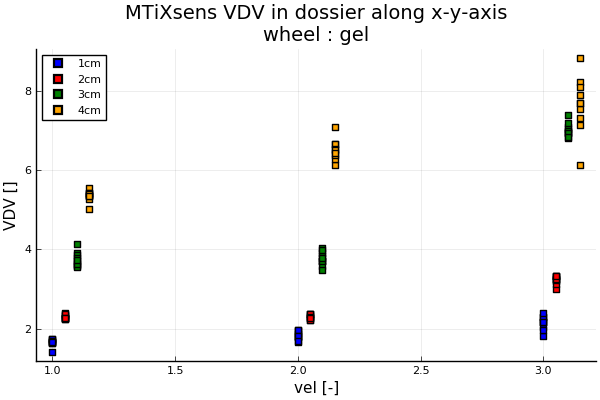 MTiXsens VDV in dossier along x-y-axis
wheel : gel
1cm
2cm
3cm
4cm
VDV []
8
6
4
2
1.0
1.5
2.0
2.5
3.0
vel [-]